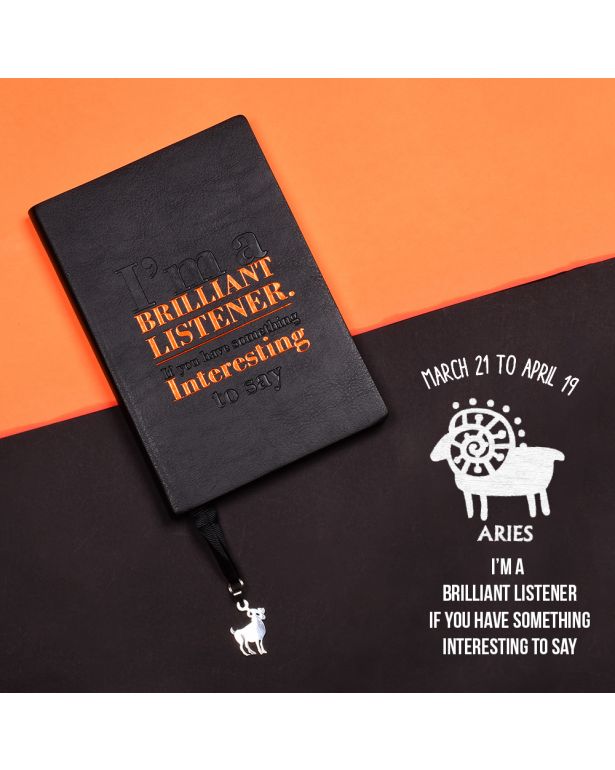 I'm a
BRILLIANT
LISTENER.
If you have something
Interesting
to say
MARCH 21 TO APRIL 19
ARIES
I'M A
BRILLIANT LISTENER
IF YOU HAVE SOMETHING
INTERESTING TO SAY